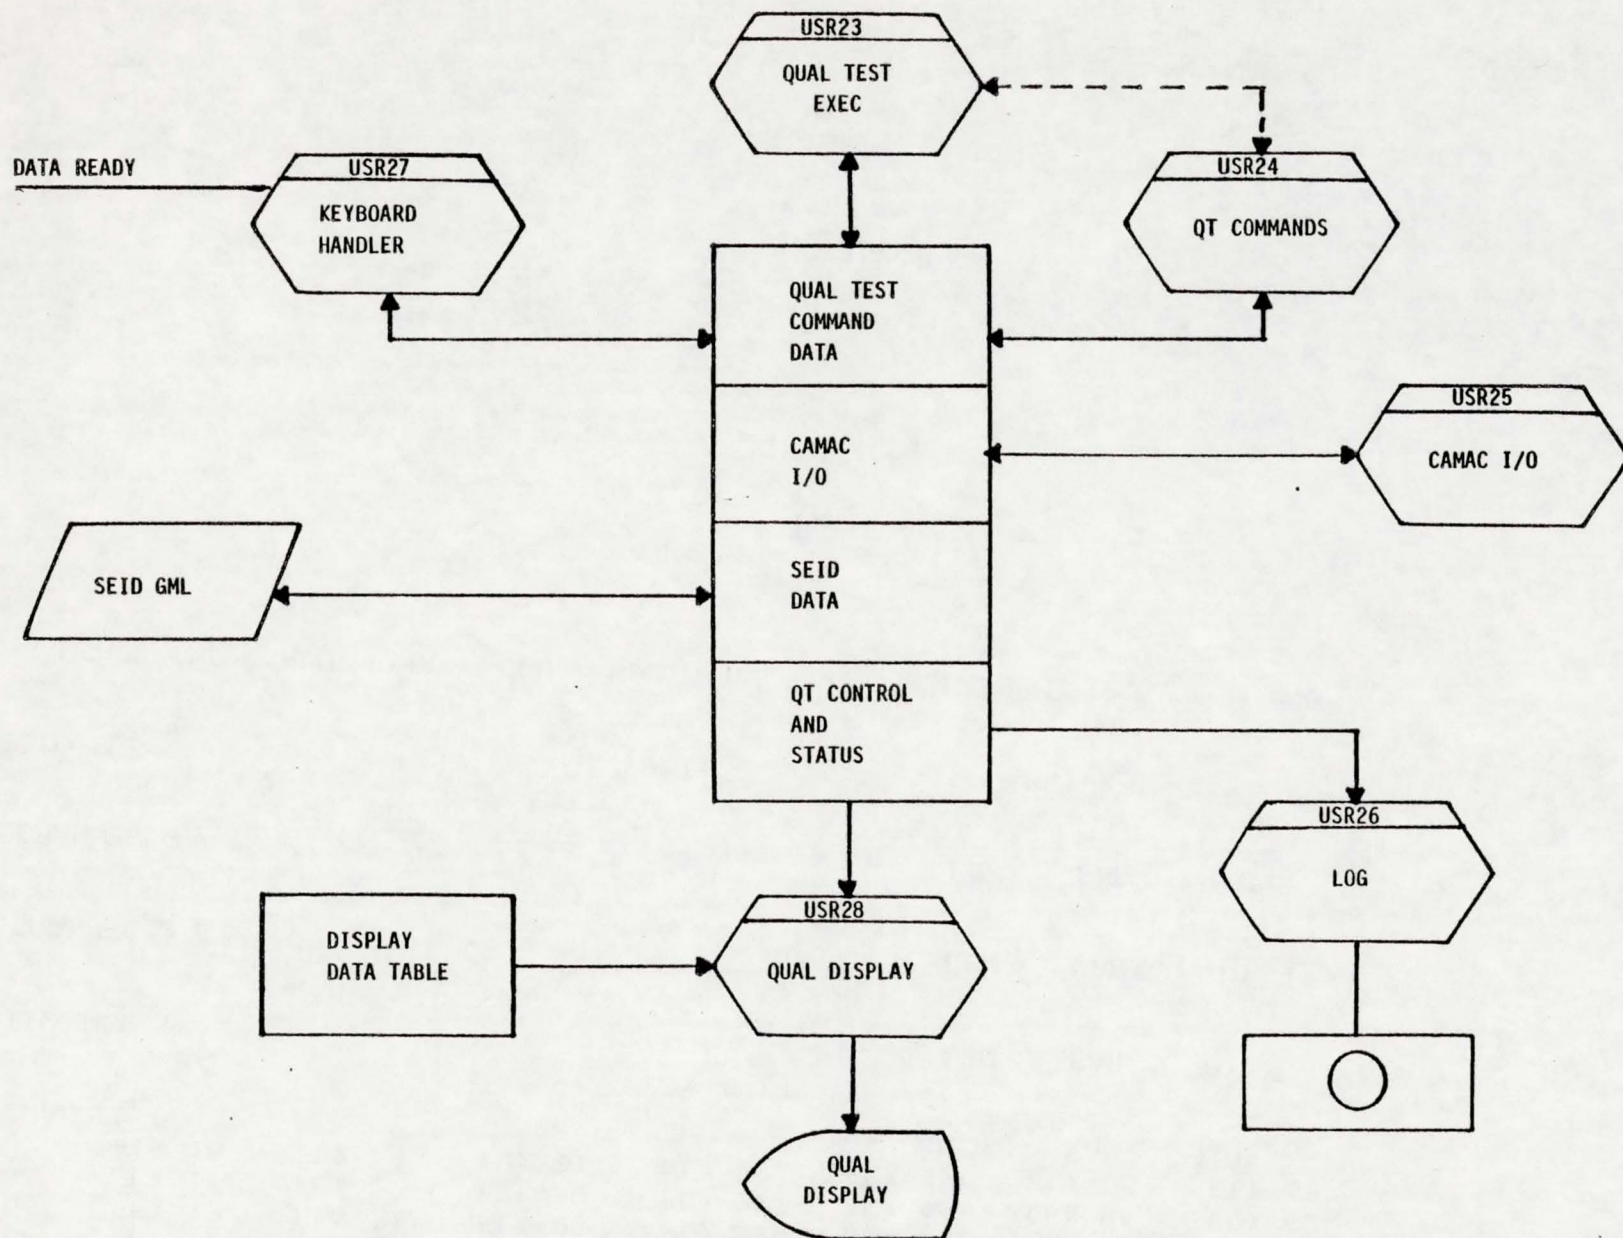 USR23
QUAL TEST
EXEC
DATA READY
USR27
KEYBOARD
HANDLER
USR24
QT COMMANDS
QUAL TEST
COMMAND
DATA
CAMAC
I/O
USR25
CAMAC I/O
SEID GML
SEID
DATA
QT CONTROL
AND
STATUS
USR26
LOG
DISPLAY
DATA TABLE
USR28
QUAL DISPLAY
QUAL
DISPLAY